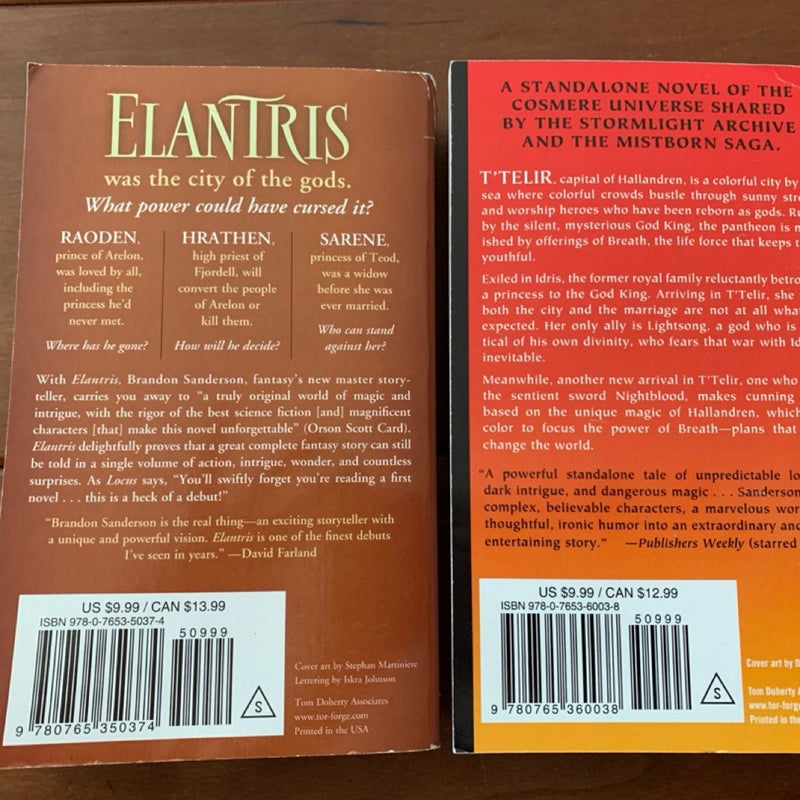 ELANTRIS
was the city of the gods.
What power could have cursed it?
RAODEN,
prince of Arelon,
was loved by all,
including the
princess he'd
never met.
Where has he gone?
HRATHEN,
high priest of
Fjordell, will
convert the people
of Arelon or
kill them.
How will he decide?
SARENE,
princess of Teod,
was a widow
before she was
ever married.
Who can stand
against her?
With Elantris, Brandon Sanderson, fantasy's new master story-
teller, carries you away to "a truly original world of magic and
intrigue, with the rigor of the best science fiction [and] magnificent
characters [that] make this novel unforgettable" (Orson Scott Card).
Elantris delightfully proves that a great complete fantasy story can still
be told in a single volume of action, intrigue, wonder, and countless
surprises. As Locus says, "You'll swiftly forget you're reading a first
novel . . . this is a heck of a debut!"
"Brandon Sanderson is the real thing—an exciting storyteller with
a unique and powerful vision. Elantris is one of the finest debuts
I've seen in years." —David Farland
US $9.99 / CAN $13.99
ISBN 978-0-7653-5037-4
50999
9 780765 350374
S
Cover art by Stephan Martiniere
Lettering by Iskra Johnson
Tom Doherty Associates
www.tor-forge.com
Printed in the USA
A STANDALONE NOVEL OF THE
COSMERE UNIVERSE SHARED
BY THE STORMLIGHT ARCHIVE
AND THE MISTBORN SAGA.
T'TELIR, capital of Hallandren, is a colorful city by
sea where colorful crowds bustle through sunny
and worship heroes who have been reborn as gods.
by the silent, mysterious God King, the pantheon is
ished by offerings of Breath, the life force that keeps
youthful.
Exiled in Idris, the former royal family reluctantly
a princess to the God King. Arriving in T'Telir, she
both the city and the marriage are not at all
expected. Her only ally is Lightsong, a god who is
tical of his own divinity, who fears that war with
inevitable.
Meanwhile, another new arrival in T'Telir, one who
the sentient sword Nightblood, makes cunning
based on the unique magic of Hallandren, which
color to focus the power of Breath—plans that
change the world.
"A powerful standalone tale of unpredictable
dark intrigue, and dangerous magic . . . Sanderson
complex, believable characters, a marvelous
thoughtful, ironic humor into an extraordinary and
entertaining story." —Publishers Weekly (starred
US $9.99 / CAN $12.99
ISBN 978-0-7653-6003-8
50999
9 780765 360038
S
Cover art by
Tom Doherty
www.tor-forge
Printed in the